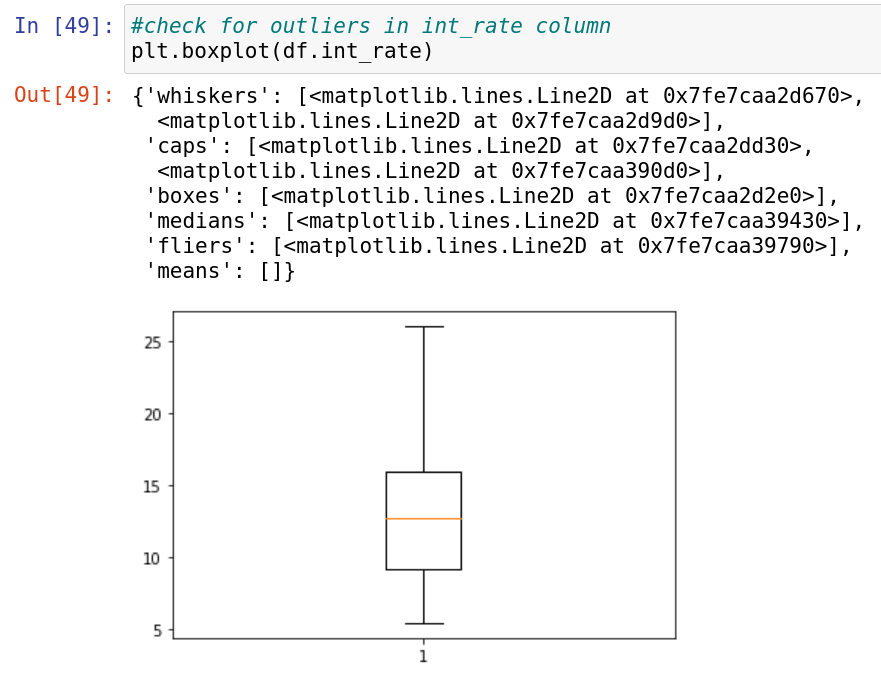 In [49]: #check for outliers in int_rate column
plt.boxplot(df.int_rate)
Out[49]: {'whiskers': [<matplotlib.lines.Line2D at 0x7fe7caa2d670>,
<matplotlib.lines.Line2D at 0x7fe7caa2d9d0>],
'caps': [<matplotlib.lines.Line2D at 0x7fe7caa2dd30>,
<matplotlib.lines.Line2D at 0x7fe7caa390d0>],
'boxes': [<matplotlib.lines.Line2D at 0x7fe7caa2d2e0>],
'medians': [<matplotlib.lines.Line2D at 0x7fe7caa39430>],
'fliers': [<matplotlib.lines.Line2D at 0x7fe7caa39790>],
'means': []}
25
20
15
10
5
1